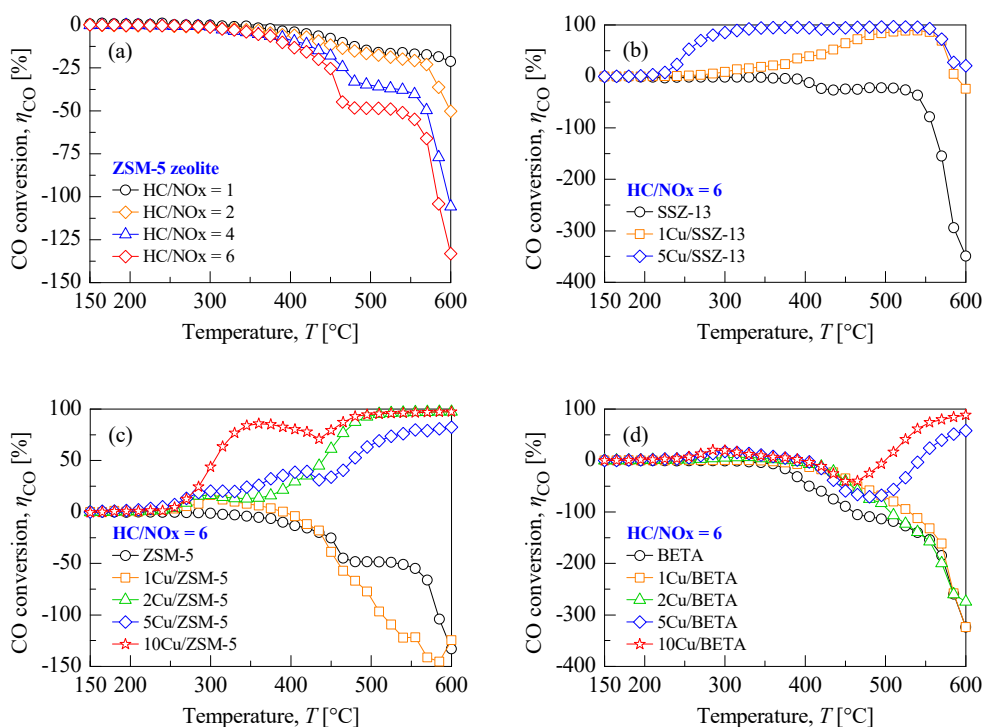 (a)
CO conversion, ηCO [%]
0
-25
-50
-75
-100
-125
-150
ZSM-5 zeolite
HC/NOx = 1
HC/NOx = 2
HC/NOx = 4
HC/NOx = 6
150 200 300 400 500 600
Temperature, T [°C]
(b)
CO conversion, ηCO [%]
100
0
-100
-200
-300
-400
HC/NOx = 6
SSZ-13
1Cu/SSZ-13
5Cu/SSZ-13
150 200 300 400 500 600
Temperature, T [°C]
(c)
CO conversion, ηCO [%]
100
50
0
-50
-100
-150
HC/NOx = 6
ZSM-5
1Cu/ZSM-5
2Cu/ZSM-5
5Cu/ZSM-5
10Cu/ZSM-5
150 200 300 400 500 600
Temperature, T [°C]
(d)
CO conversion, ηCO [%]
100
0
-100
-200
-300
-400
HC/NOx = 6
BETA
1Cu/BETA
2Cu/BETA
5Cu/BETA
10Cu/BETA
150 200 300 400 500 600
Temperature, T [°C]